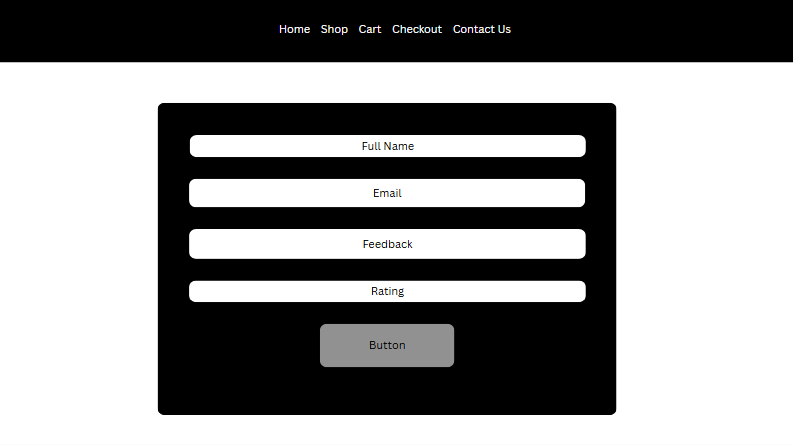 Home Shop Cart Checkout Contact Us
Full Name
Email
Feedback
Rating
Button